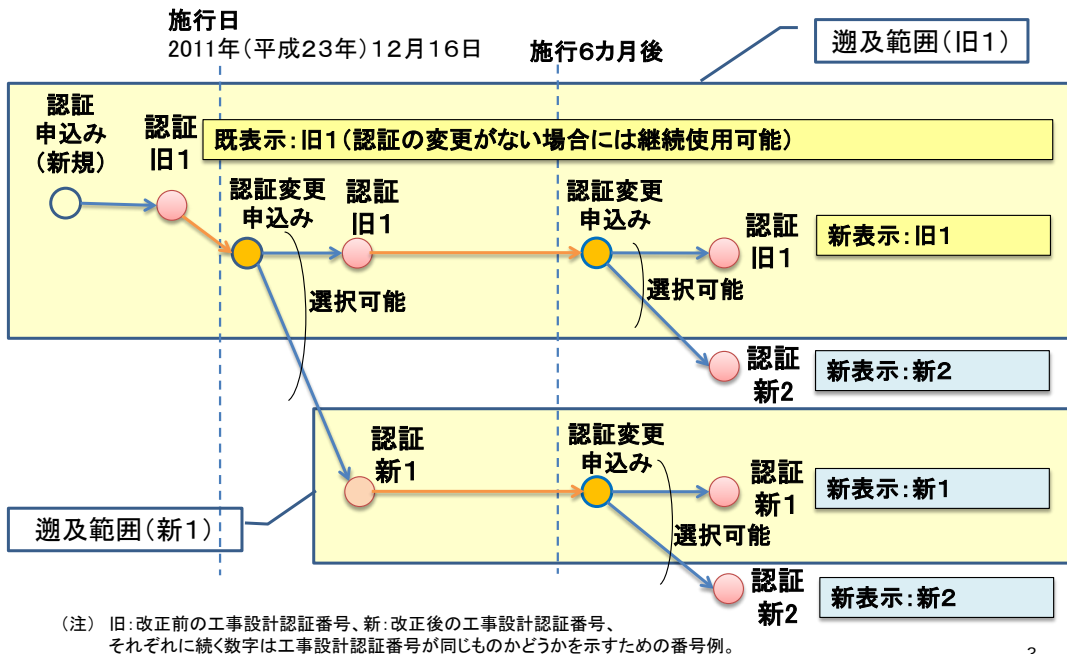 施行日
2011年(平成23年)12月16日
施行6カ月後
遡及範囲(旧1)
認証
申込み
(新規)
認証
旧1
既表示:旧1(認証の変更がない場合には継続使用可能)
認証変更
申込み
認証
旧1
選択可能
認証変更
申込み
選択可能
認証
旧1
新表示:旧1
認証
新2
新表示:新2
認証
新1
認証変更
申込み
選択可能
認証
新1
新表示:新1
遡及範囲(新1)
認証
新2
新表示:新2
(注) 旧:改正前の工事設計認証番号、新:改正後の工事設計認証番号、
それぞれに続く数字は工事設計認証番号が同じものかどうかを示すための番号例。